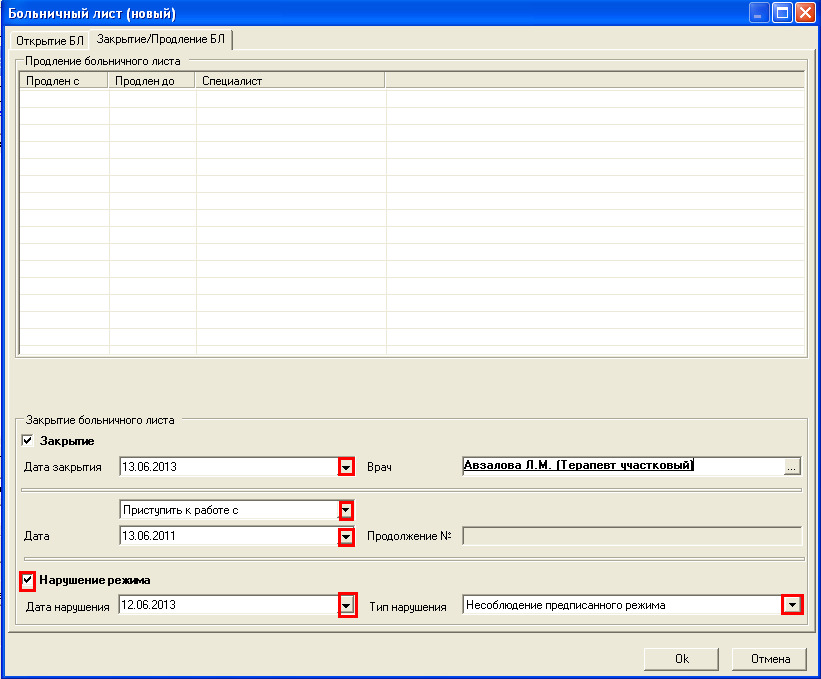 Больничный лист (новый)
Открытие БЛ Закрытие/Продление БЛ
Продление больничного листа
Продлен с Продлен до Специалист
Закрытие больничного листа
Закрытие
Дата закрытия 13.06.2013 Врач Авзалова Л.М. (Терапевт участковый) ...
Приступить к работе с
Дата 13.06.2011 Продолжение №
Нарушение режима
Дата нарушения 12.06.2013 Тип нарушения Несоблюдение предписанного режима
Ok Отмена